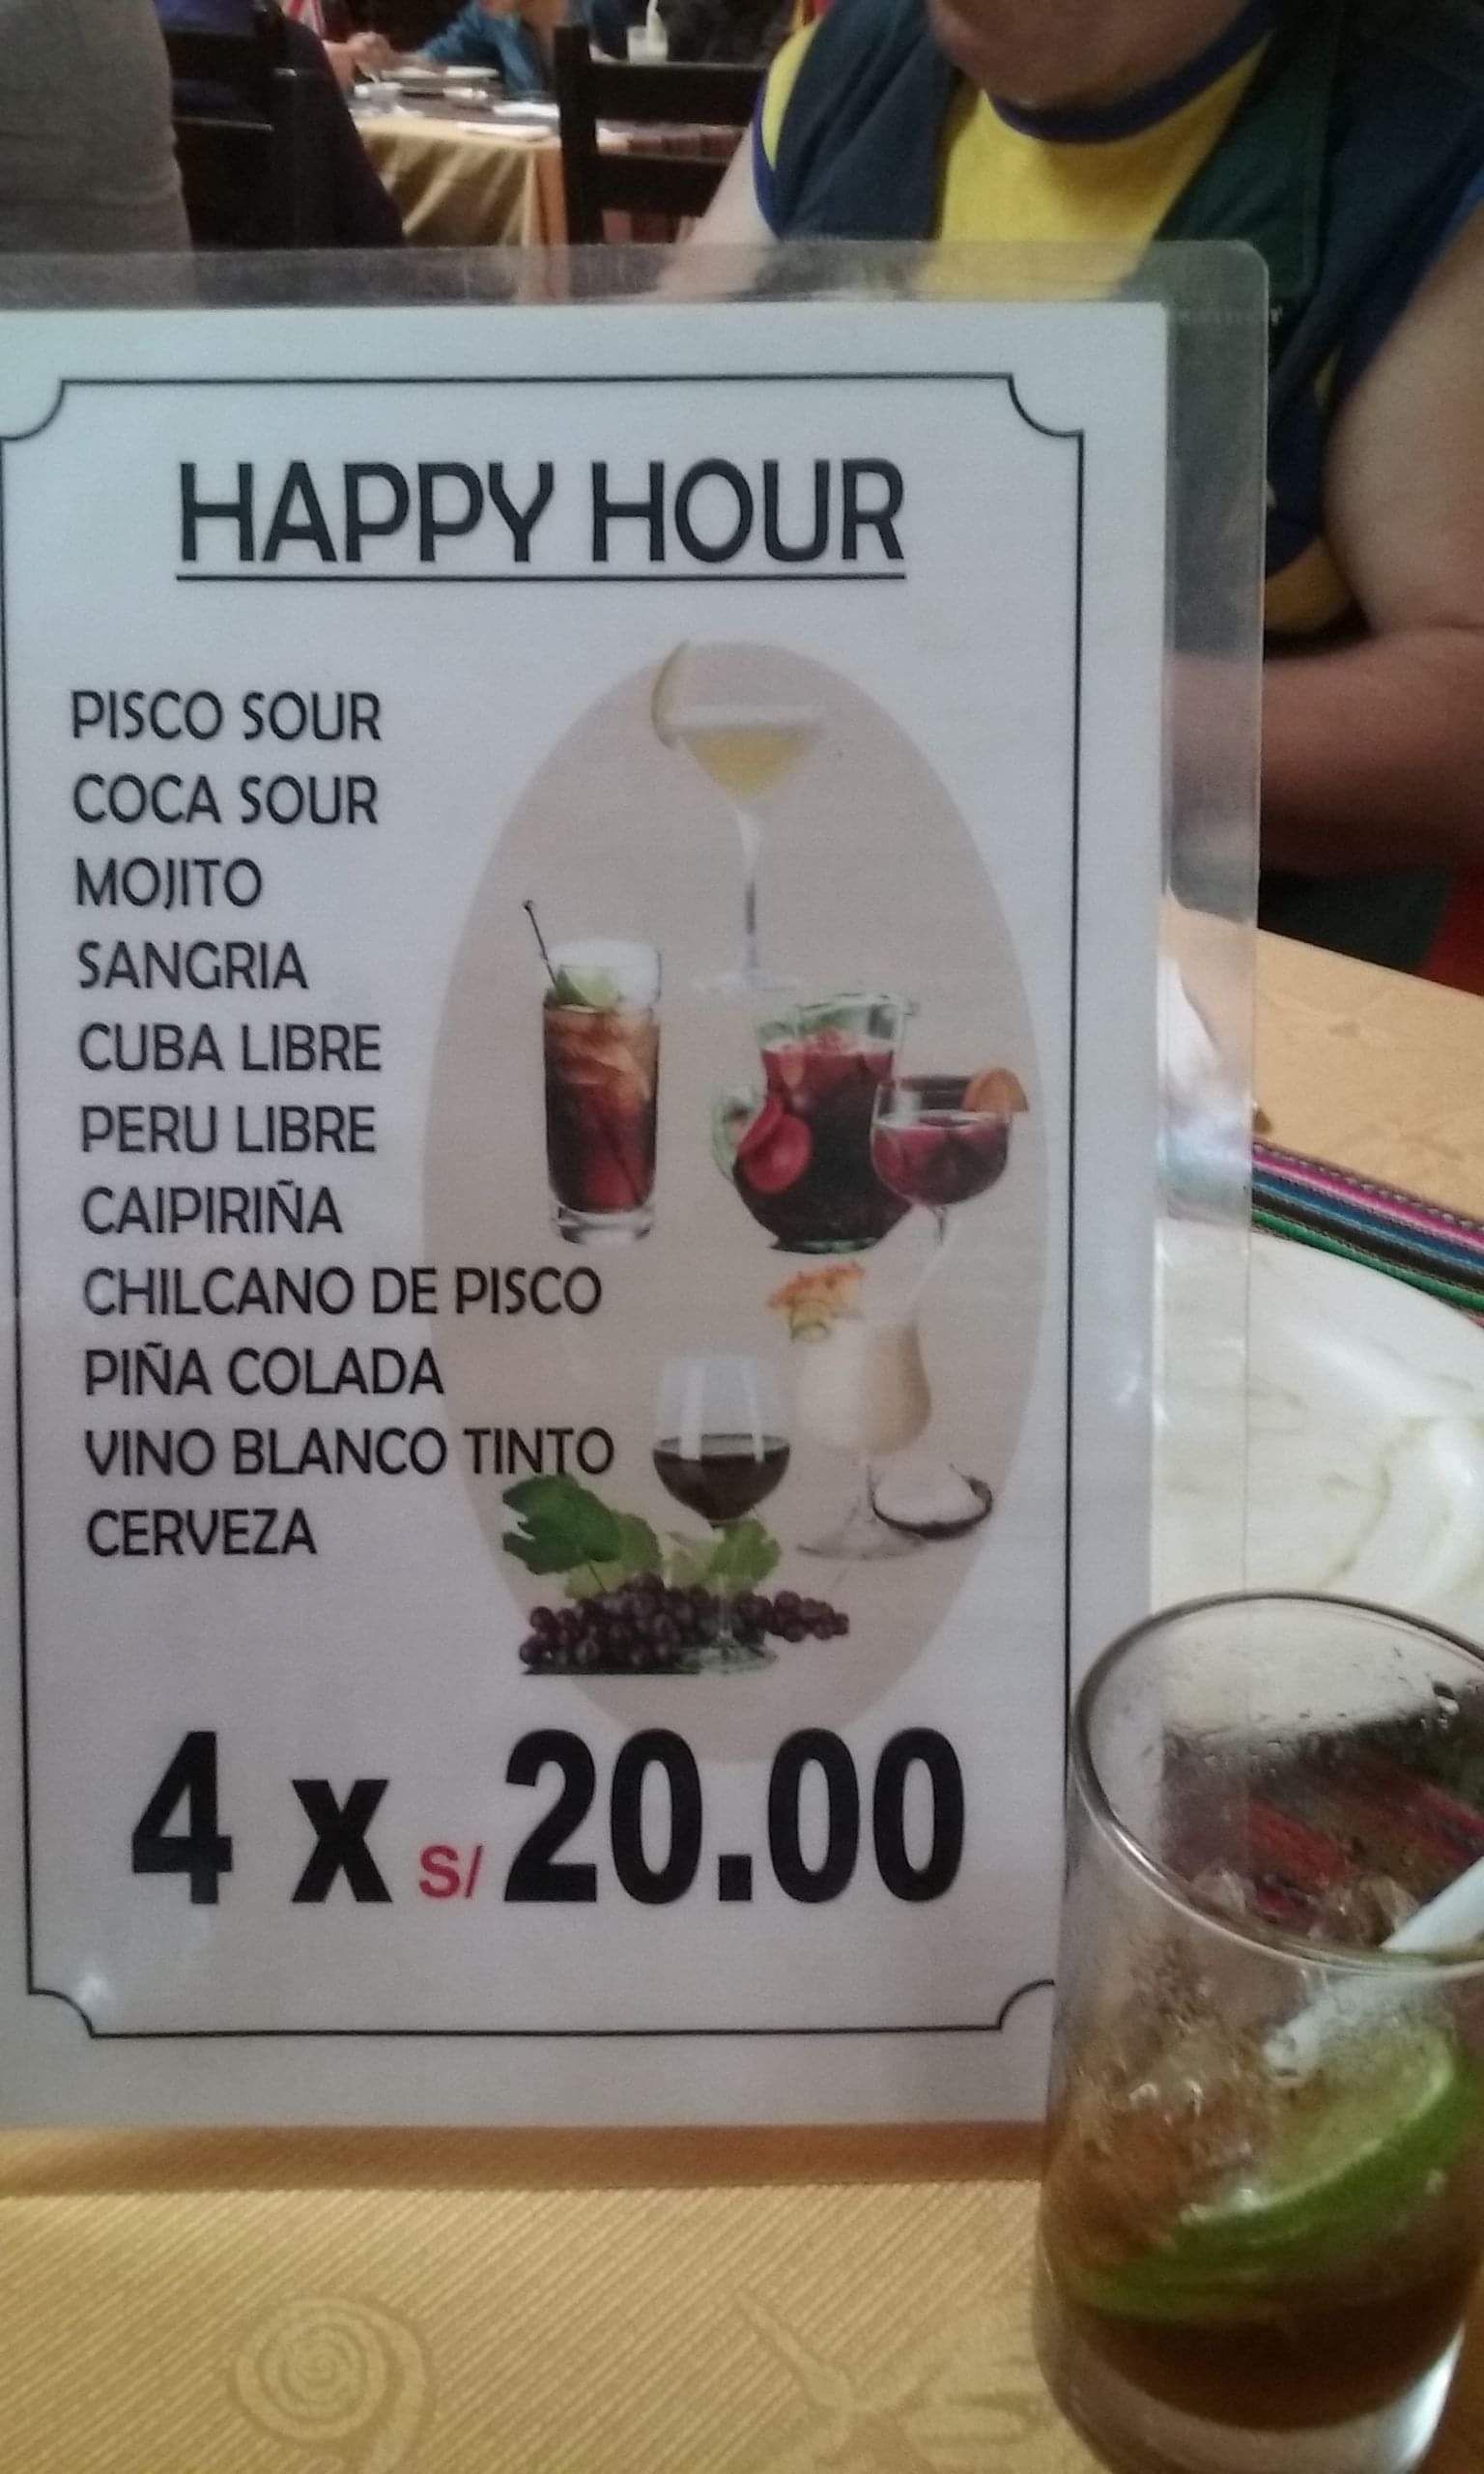 HAPPY HOUR
PISCO SOUR
COCA SOUR
MOJITO
SANGRIA
CUBA LIBRE
PERU LIBRE
CAIPIRIÑA
CHILCANO DE PISCO
PIÑA COLADA
VINO BLANCO TINTO
CERVEZA
4 x S/ 20.00